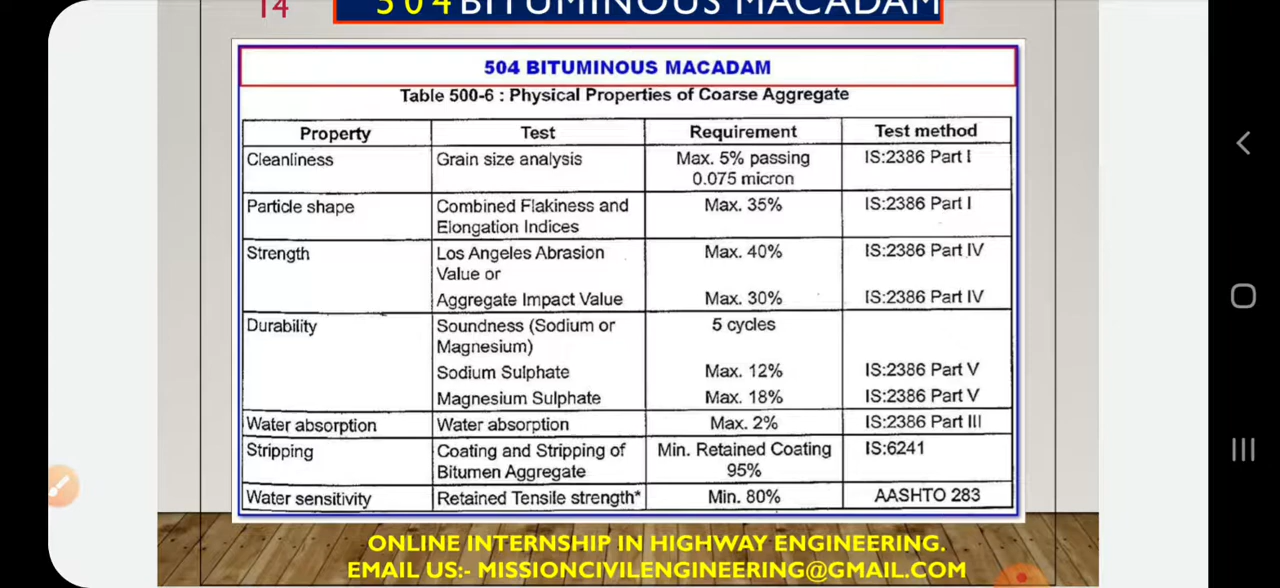 14
504 BITUMINOUS MACADAM
504 BITUMINOUS MACADAM
Table 500-6 : Physical Properties of Coarse Aggregate
Property Test Requirement Test method
Cleanliness Grain size analysis Max. 5% passing IS:2386 Part I
0.075 micron
Particle shape Combined Flakiness and Max. 35% IS:2386 Part I
Elongation Indices
Strength Los Angeles Abrasion Max. 40% IS:2386 Part IV
Value or
Aggregate Impact Value Max. 30% IS:2386 Part IV
Durability Soundness (Sodium or 5 cycles
Magnesium)
Sodium Sulphate Max. 12% IS:2386 Part V
Magnesium Sulphate Max. 18% IS:2386 Part V
Water absorption Water absorption Max. 2% IS:2386 Part III
Stripping Coating and Stripping of Min. Retained Coating IS:6241
Bitumen Aggregate 95%
Water sensitivity Retained Tensile strength* Min. 80% AASHTO 283
ONLINE INTERNSHIP IN HIGHWAY ENGINEERING.
EMAIL US:- MISSIONCIVILENGINEERING@GMAIL.COM